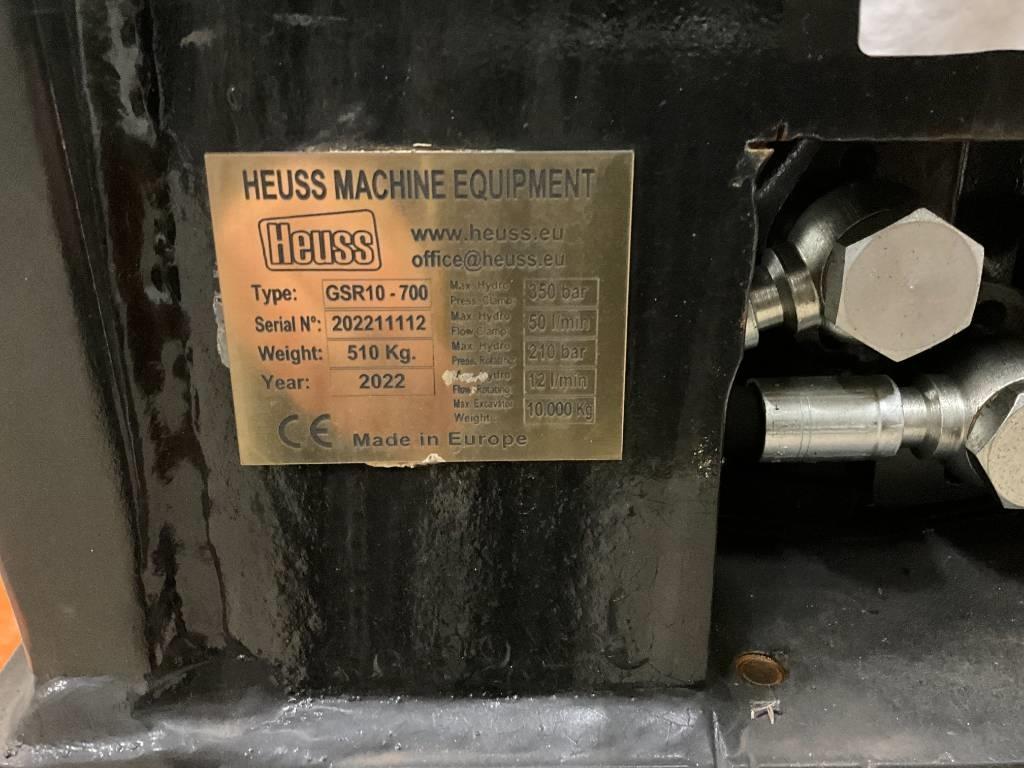 HEUSS MACHINE EQUIPMENT
Heuss
www.heuss.eu
office@heuss.eu
Type: GSR10 - 700
Serial N°: 202211112
Weight: 510 Kg.
Year: 2022
Max. Hydro Press. Clamp 350 bar
Max. Hydro Flow Clamp 50 l/min
Max. Hydro Press. Rotating 210 bar
Hydro Flow Rotating 12 l/min
Max. Excavator Weight: 10,000 Kg
CE Made in Europe